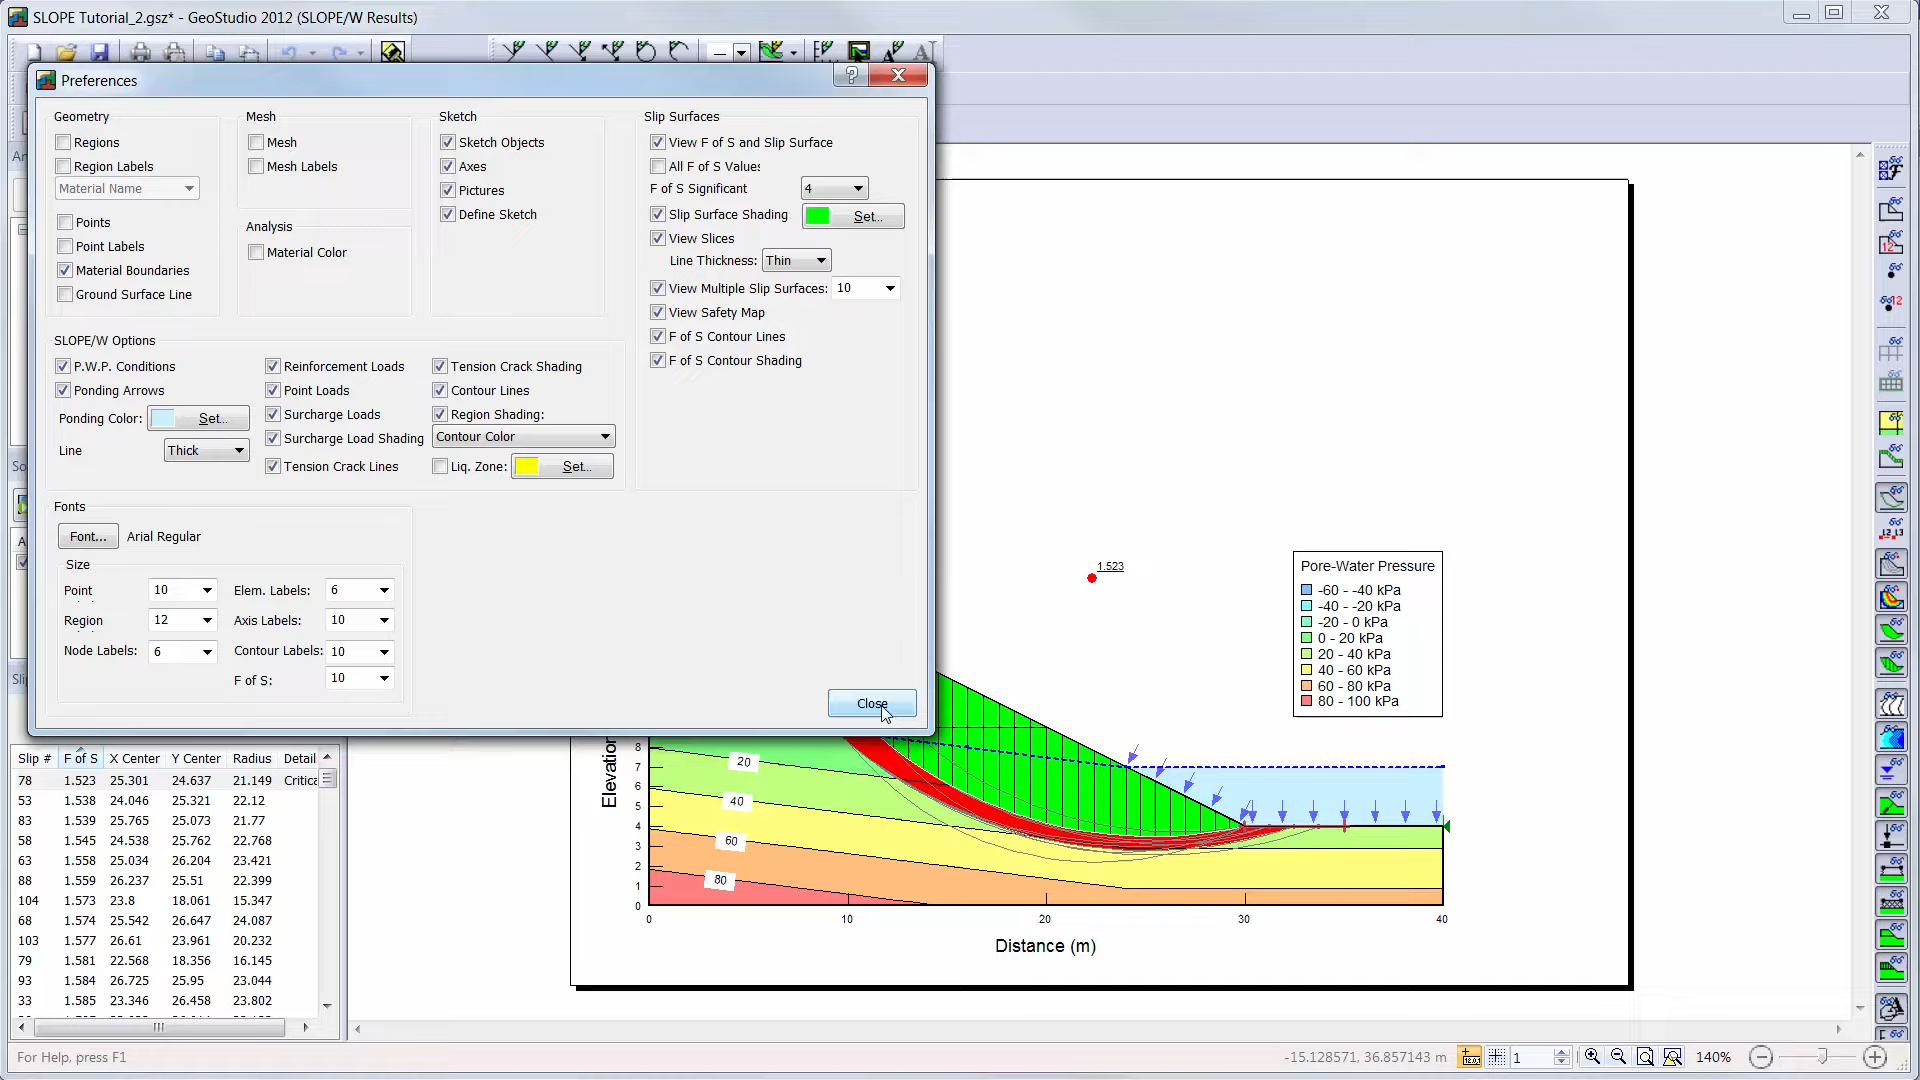 SLOPE Tutorial_2.gsz* - GeoStudio 2012 (SLOPE/W Results)
Preferences
Geometry
Regions
Region Labels
Material Name
Points
Point Labels
Material Boundaries
Ground Surface Line
Mesh
Mesh
Mesh Labels
Analysis
Material Color
Sketch
Sketch Objects
Axes
Pictures
Define Sketch
Slip Surfaces
View F of S and Slip Surface
All F of S Values
F of S Significant 4
Slip Surface Shading Set...
View Slices
Line Thickness: Thin
View Multiple Slip Surfaces: 10
View Safety Map
F of S Contour Lines
F of S Contour Shading
SLOPE/W Options
P.W.P. Conditions
Ponding Arrows
Ponding Color: Set...
Line Thick
Reinforcement Loads
Point Loads
Surcharge Loads
Surcharge Load Shading
Tension Crack Lines
Tension Crack Shading
Contour Lines
Region Shading:
Contour Color
Liq. Zone: Set...
Fonts
Font... Arial Regular
Size
Point 10 Elem. Labels: 6
Region 12 Axis Labels: 10
Node Labels: 6 Contour Labels: 10
F of S: 10
Close
1.523
Pore-Water Pressure
-60 - -40 kPa
-40 - -20 kPa
-20 - 0 kPa
0 - 20 kPa
20 - 40 kPa
40 - 60 kPa
60 - 80 kPa
80 - 100 kPa
Elevation
8
7
6
5
4
3
2
1
0
20
40
60
80
0 10 20 30 40
Distance (m)
Slip # F of S X Center Y Center Radius Detail
78 1.523 25.301 24.637 21.149 Critica
53 1.538 24.046 25.321 22.12
83 1.539 25.765 25.073 21.77
58 1.545 24.538 25.762 22.768
63 1.558 25.034 26.204 23.421
88 1.559 26.237 25.51 22.399
104 1.573 23.8 18.061 15.347
68 1.574 25.542 26.647 24.087
103 1.577 26.61 23.961 20.232
79 1.581 22.568 18.356 16.145
93 1.584 26.725 25.95 23.044
33 1.585 23.346 26.458 23.802
For Help, press F1
-15.128571, 36.857143 m 1 140%